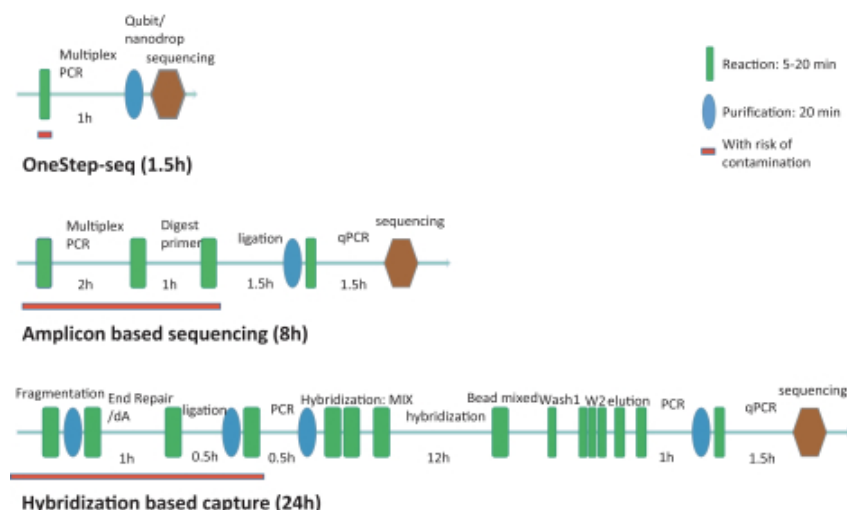 Qubit/
nanodrop
Multiplex
PCR
sequencing
1h
OneStep-seq (1.5h)
Reaction: 5-20 min
Purification: 20 min
With risk of
contamination
Multiplex
PCR
Digest
primer
ligation
qPCR
sequencing
2h
1h
1.5h
1.5h
Amplicon based sequencing (8h)
Fragmentation
End Repair
/dA
ligation
PCR
Hybridization: MIX
hybridization
Bead mixed
Wash1
W2
elution
PCR
qPCR
sequencing
1h
0.5h
0.5h
12h
1h
1.5h
Hybridization based capture (24h)